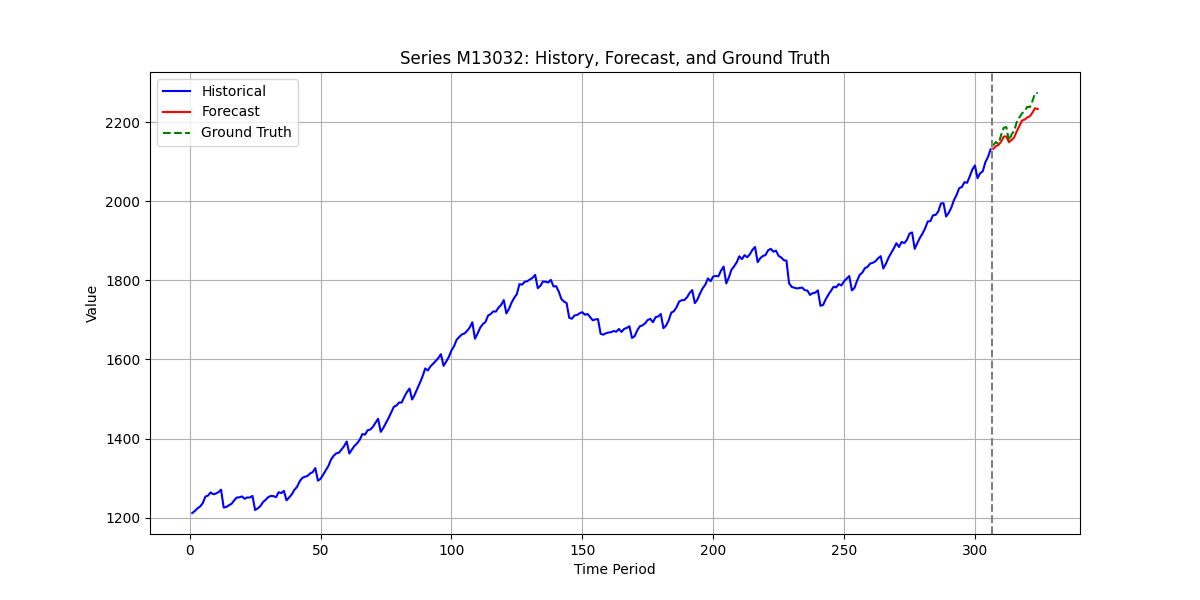 Series M13032: History, Forecast, and Ground Truth
Historical
Forecast
Ground Truth
Value
2200
2000
1800
1600
1400
1200
0 50 100 150 200 250 300
Time Period